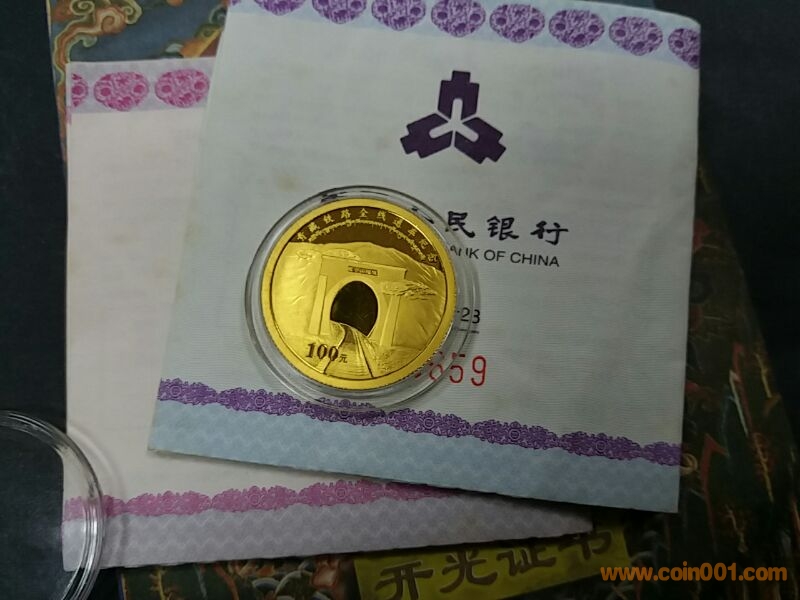 青藏铁路全线通车纪念
100元
民银行
BANK OF CHINA
23
659
开光证书
www.coin001.com